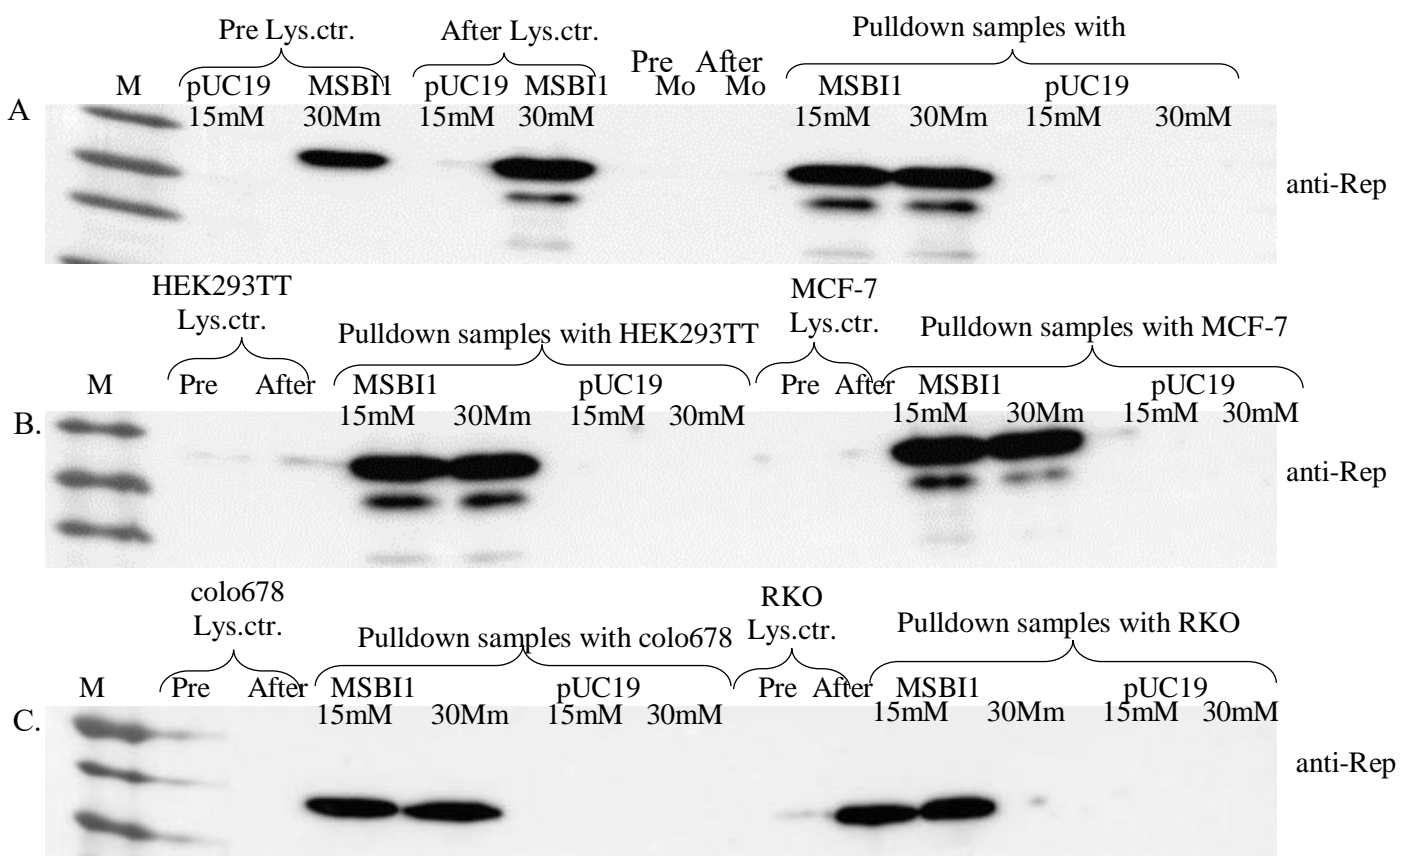 Pre Lys.ctr. After Lys.ctr. Pulldown samples with
Pre After
M pUC19 MSBI1 pUC19 MSBI1 Mo Mo MSBI1 pUC19
A 15mM 30Mm 15mM 30mM 15mM 30Mm 15mM 30mM
anti-Rep
HEK293TT MCF-7
Lys.ctr. Lys.ctr.
Pulldown samples with HEK293TT Pulldown samples with MCF-7
M Pre After MSBI1 pUC19 Pre After MSBI1 pUC19
B. 15mM 30Mm 15mM 30mM 15mM 30Mm 15mM 30mM
anti-Rep
colo678 RKO
Lys.ctr. Lys.ctr.
Pulldown samples with colo678 Pulldown samples with RKO
M Pre After MSBI1 pUC19 Pre After MSBI1 pUC19
C. 15mM 30Mm 15mM 30mM 15mM 30Mm 15mM 30mM
anti-Rep